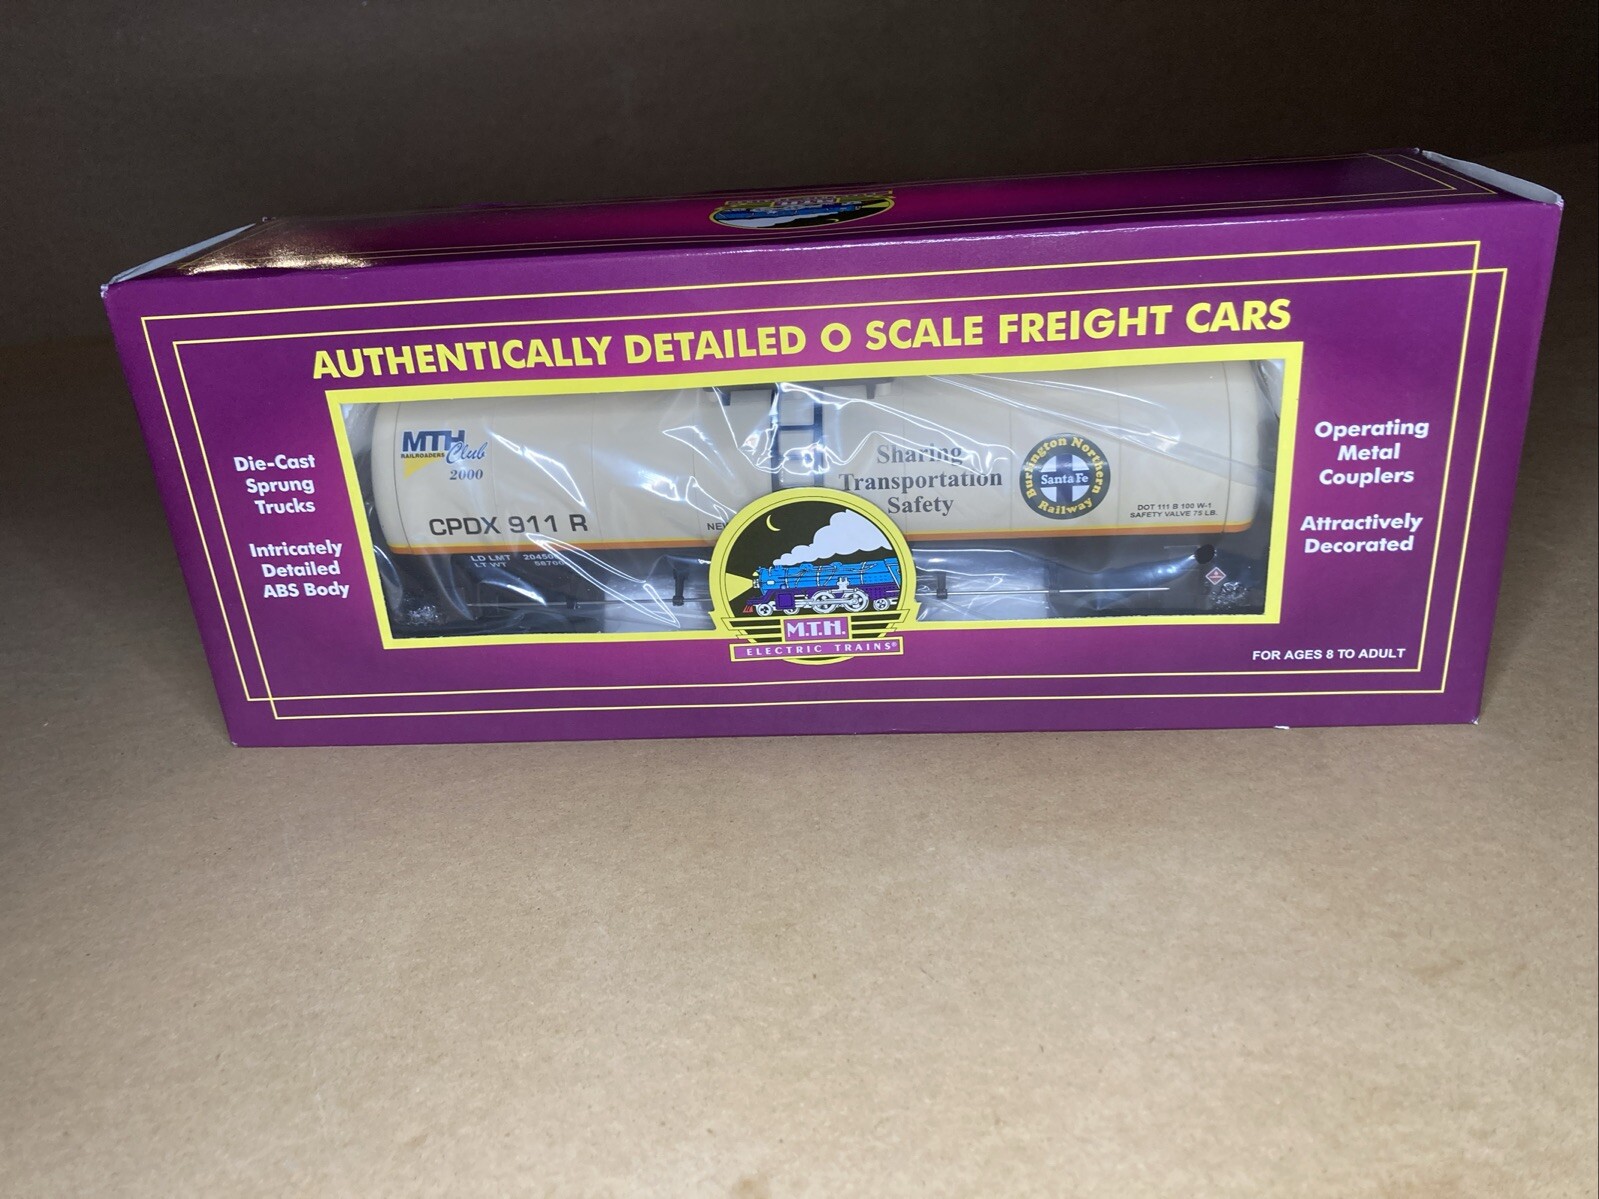 AUTHENTICALLY DETAILED O SCALE FREIGHT CARS
Die-Cast
Sprung
Trucks
Intricately
Detailed
ABS Body
MTH
RAILROADERS Club
2000
CPDX 911 R
LD LMT
LT WT
Sharing
Transportation
Safety
Burlington Northern
Santa Fe
Railway
DOT 111 B 100 W-1
SAFETY VALVE 75 LB.
Operating
Metal
Couplers
Attractively
Decorated
M.T.H.
ELECTRIC TRAINS®
FOR AGES 8 TO ADULT